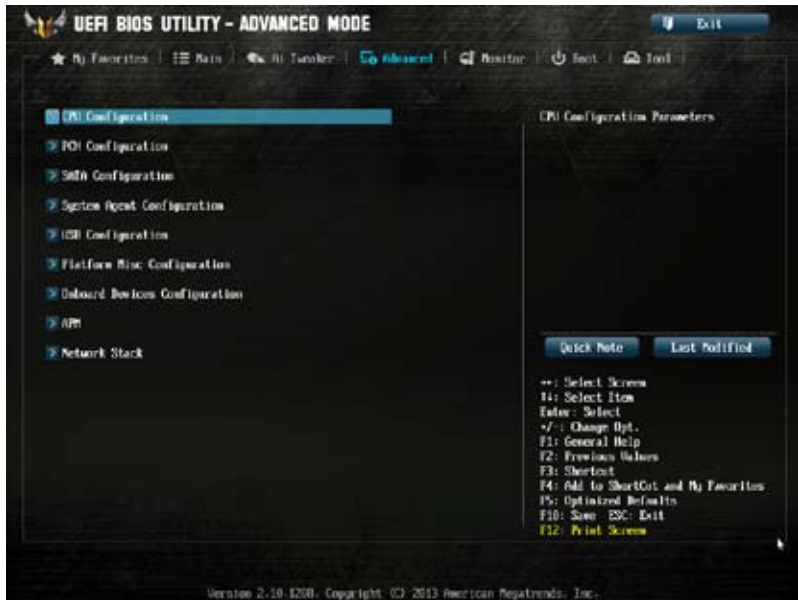 UEFI BIOS UTILITY – ADVANCED MODE
Exit
My Favorites
Main
Ai Tweaker
Advanced
Monitor
Boot
Tool
CPU Configuration
PCH Configuration
SATA Configuration
System Agent Configuration
USB Configuration
Platform Misc Configuration
Onboard Devices Configuration
APM
Network Stack
CPU Configuration Parameters
Quick Note
Last Modified
→←: Select Screen
↑↓: Select Item
Enter: Select
+/-: Change Opt.
F1: General Help
F2: Previous Values
F3: Shortcut
F4: Add to ShortCut and My Favorites
F5: Optimized Defaults
F10: Save ESC: Exit
F12: Print Screen
Version 2.10.1208. Copyright (C) 2013 American Megatrends, Inc.